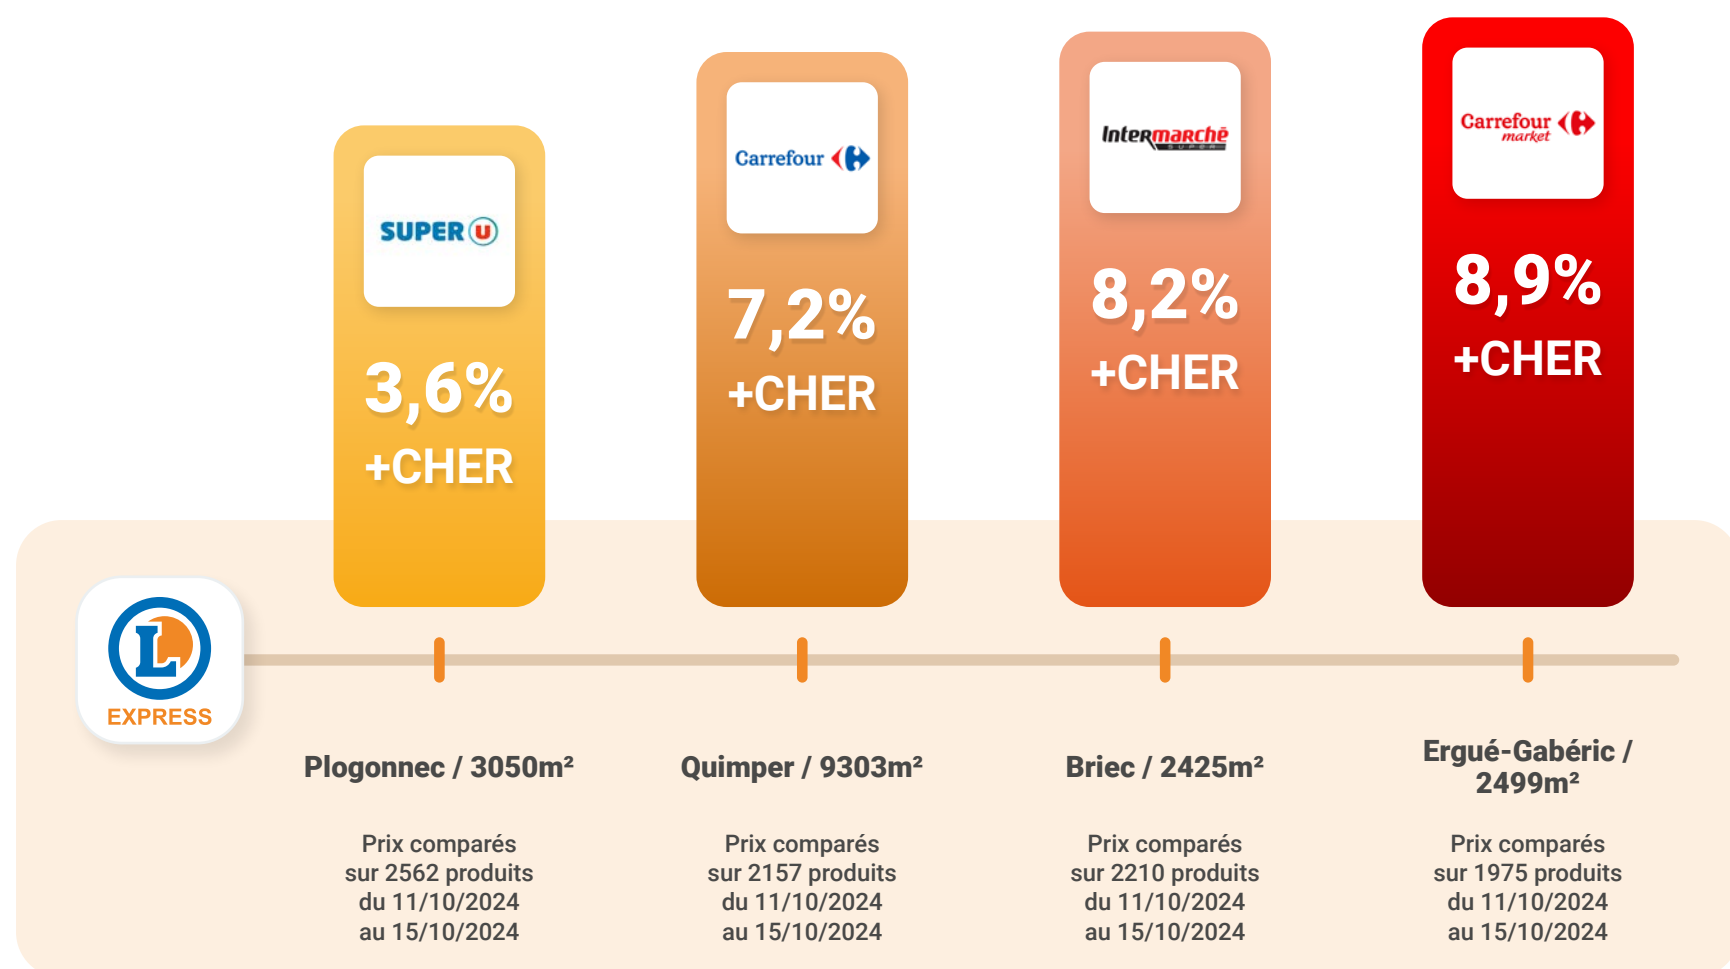 SUPER U
3,6%
+CHER
Carrefour
7,2%
+CHER
Intermarchē
SUPER
8,2%
+CHER
Carrefour
market
8,9%
+CHER
L
EXPRESS
Plogonnec / 3050m²
Prix comparés
sur 2562 produits
du 11/10/2024
au 15/10/2024
Quimper / 9303m²
Prix comparés
sur 2157 produits
du 11/10/2024
au 15/10/2024
Briec / 2425m²
Prix comparés
sur 2210 produits
du 11/10/2024
au 15/10/2024
Ergué-Gabéric /
2499m²
Prix comparés
sur 1975 produits
du 11/10/2024
au 15/10/2024